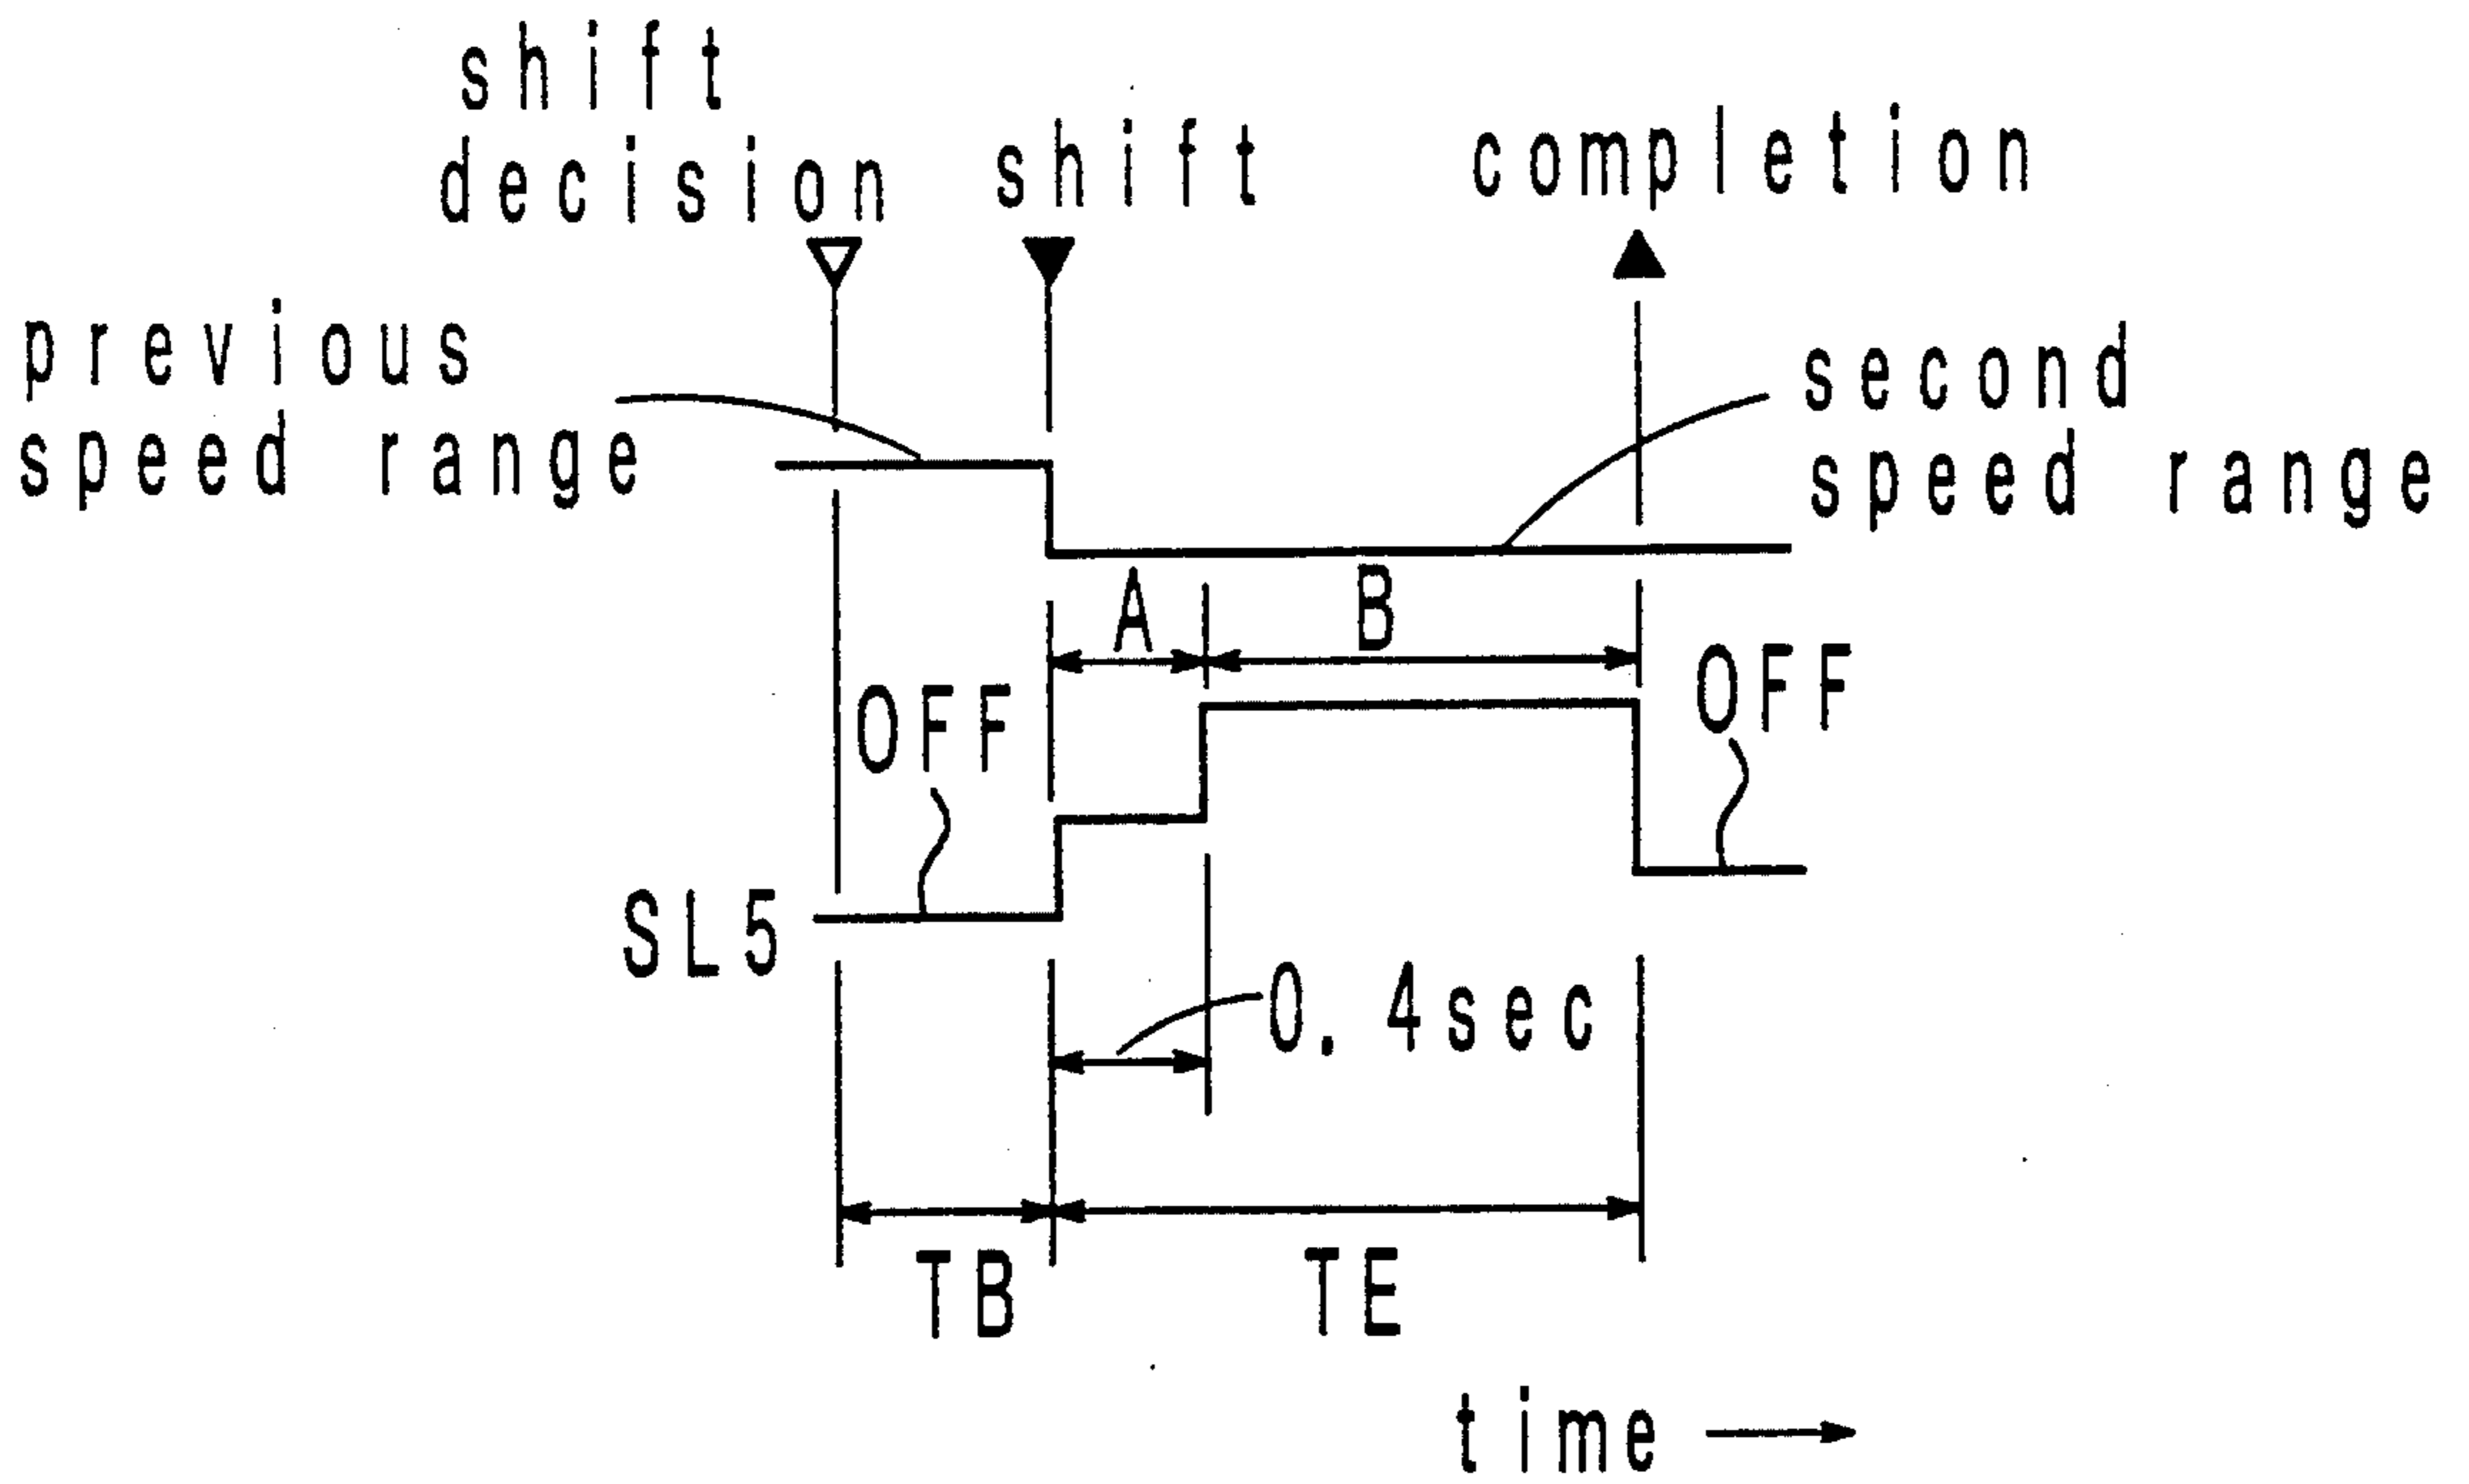 shift
decision
shift
completion
previous
speed range
second
speed range
A
B
OFF
OFF
SL5
0.4sec
TB
TE
time